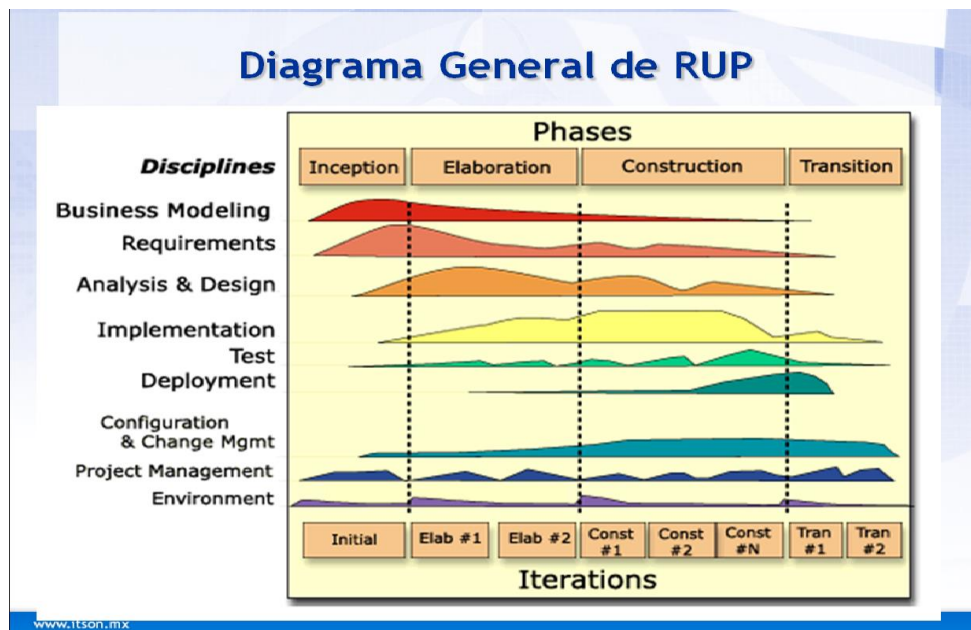 Diagrama General de RUP
Phases
Disciplines
Inception
Elaboration
Construction
Transition
Business Modeling
Requirements
Analysis & Design
Implementation
Test
Deployment
Configuration
& Change Mgmt
Project Management
Environment
Initial
Elab #1
Elab #2
Const
#1
Const
#2
Const
#N
Tran
#1
Tran
#2
Iterations
www.itson.mx